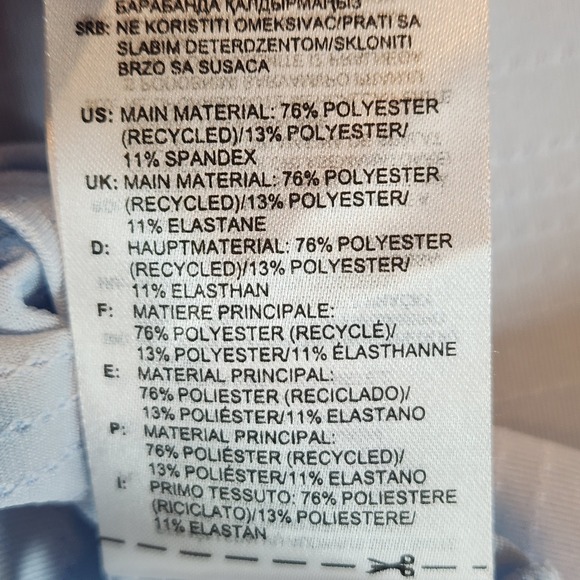 БАРАБАНДА ҚАЛДЫРМАҢЫЗ
SRB: NE KORISTITI OMEKSIVAC/PRATI SA
SLABIM DETERDZENTOM/SKLONITI
BRZO SA SUSACA
US: MAIN MATERIAL: 76% POLYESTER
(RECYCLED)/13% POLYESTER/
11% SPANDEX
UK: MAIN MATERIAL: 76% POLYESTER
(RECYCLED)/13% POLYESTER/
11% ELASTANE
D: HAUPTMATERIAL: 76% POLYESTER
(RECYCLED)/13% POLYESTER/
11% ELASTHAN
F: MATIERE PRINCIPALE:
76% POLYESTER (RECYCLÉ)/
13% POLYESTER/11% ÉLASTHANNE
E: MATERIAL PRINCIPAL:
76% POLIESTER (RECICLADO)/
13% POLIÉSTER/11% ELASTANO
P: MATERIAL PRINCIPAL:
76% POLIÉSTER (RECYCLED)/
13% POLIÉSTER/11% ELASTANO
I: PRIMO TESSUTO: 76% POLIESTERE
(RICICLATO)/13% POLIESTERE/
11% ELASTAN